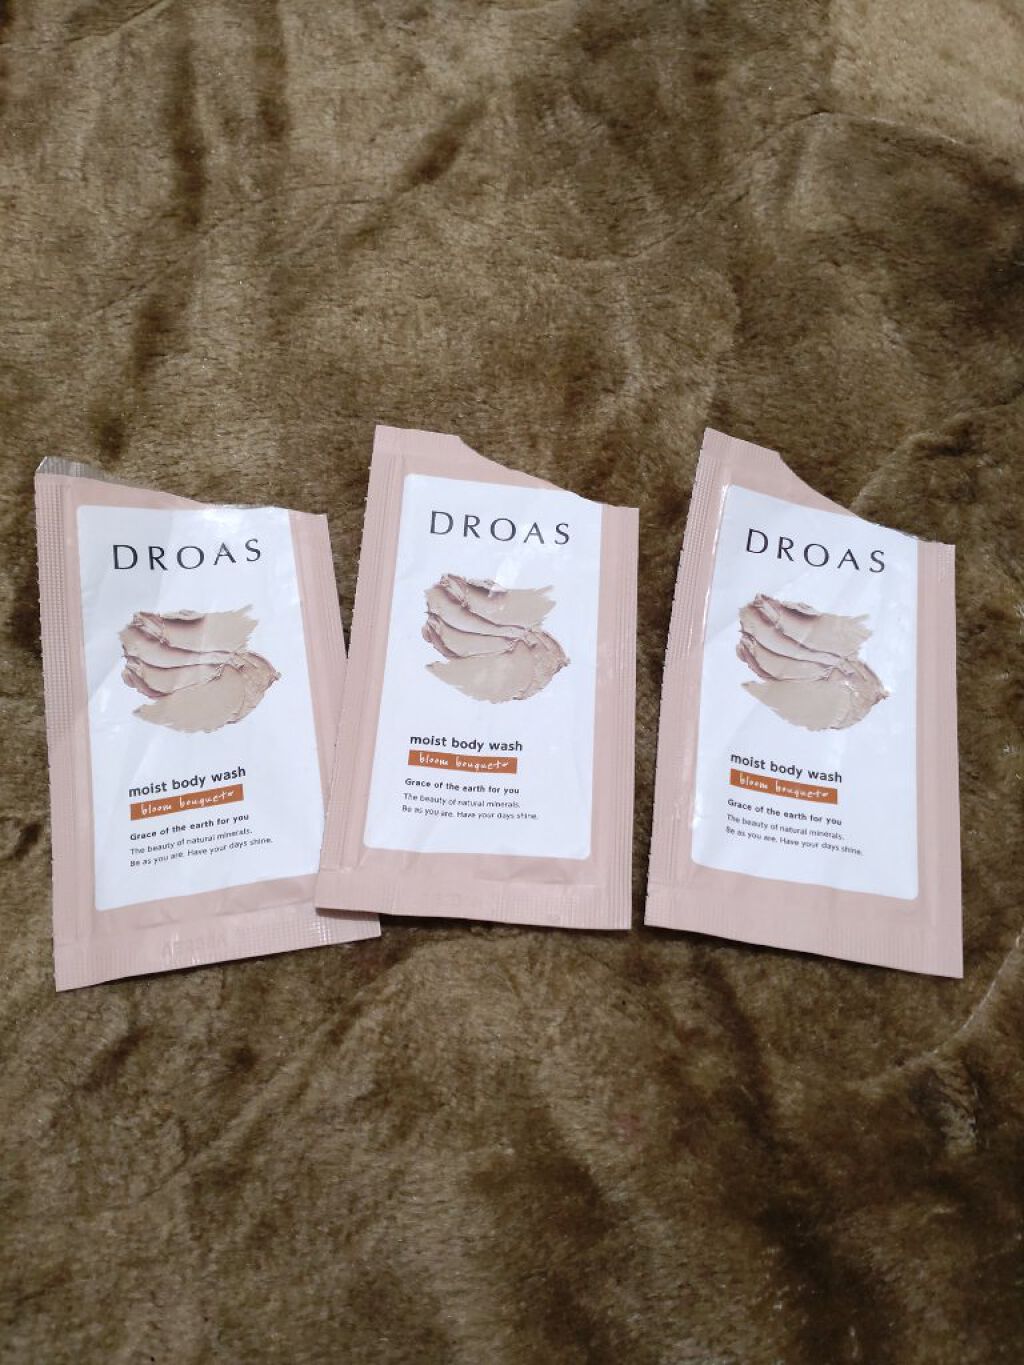 DROAS
moist body wash
bloom bouquet
Grace of the earth for you
The beauty of natural minerals.
Be as you are. Have your days shine.
DROAS
moist body wash
bloom bouquet
Grace of the earth for you
The beauty of natural minerals.
Be as you are. Have your days shine.
DROAS
moist body wash
bloom bouquet
Grace of the earth for you
The beauty of natural minerals.
Be as you are. Have your days shine.